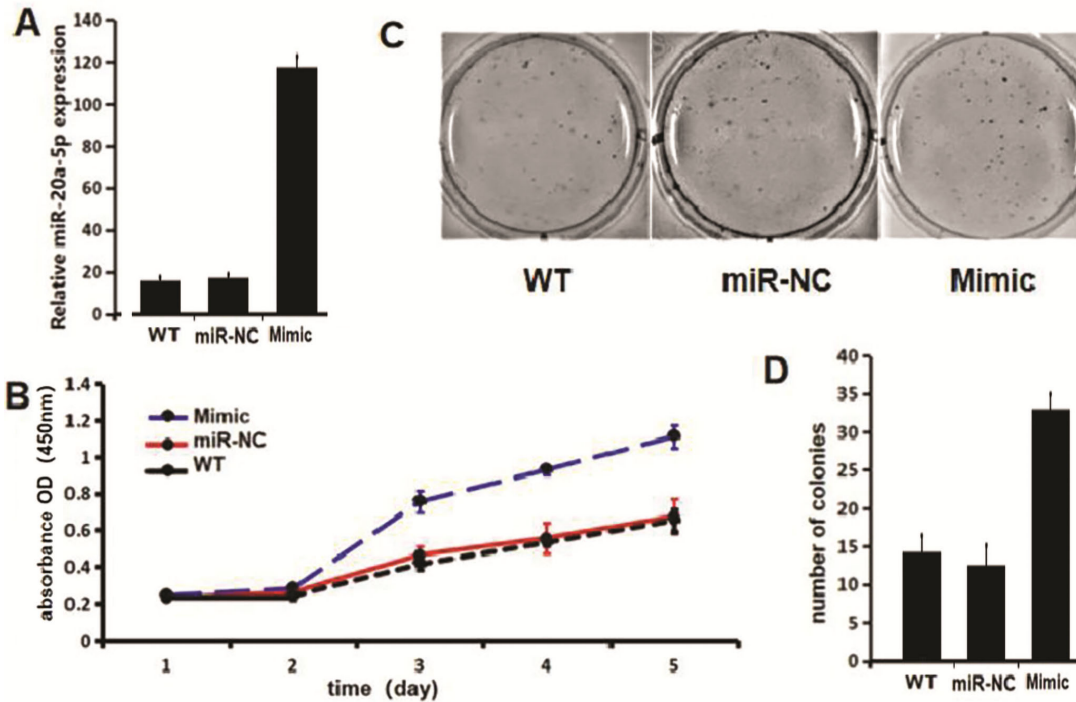 A
Relative miR-20a-5p expression
140
120
100
80
60
40
20
0
WT miR-NC Mimic
C
WT miR-NC Mimic
B
absorbance OD (450nm)
1.4
1.2
1
0.8
0.6
0.4
0.2
0
Mimic
miR-NC
WT
1 2 3 4 5
time (day)
D
number of colonies
40
35
30
25
20
15
10
5
0
WT miR-NC Mimic